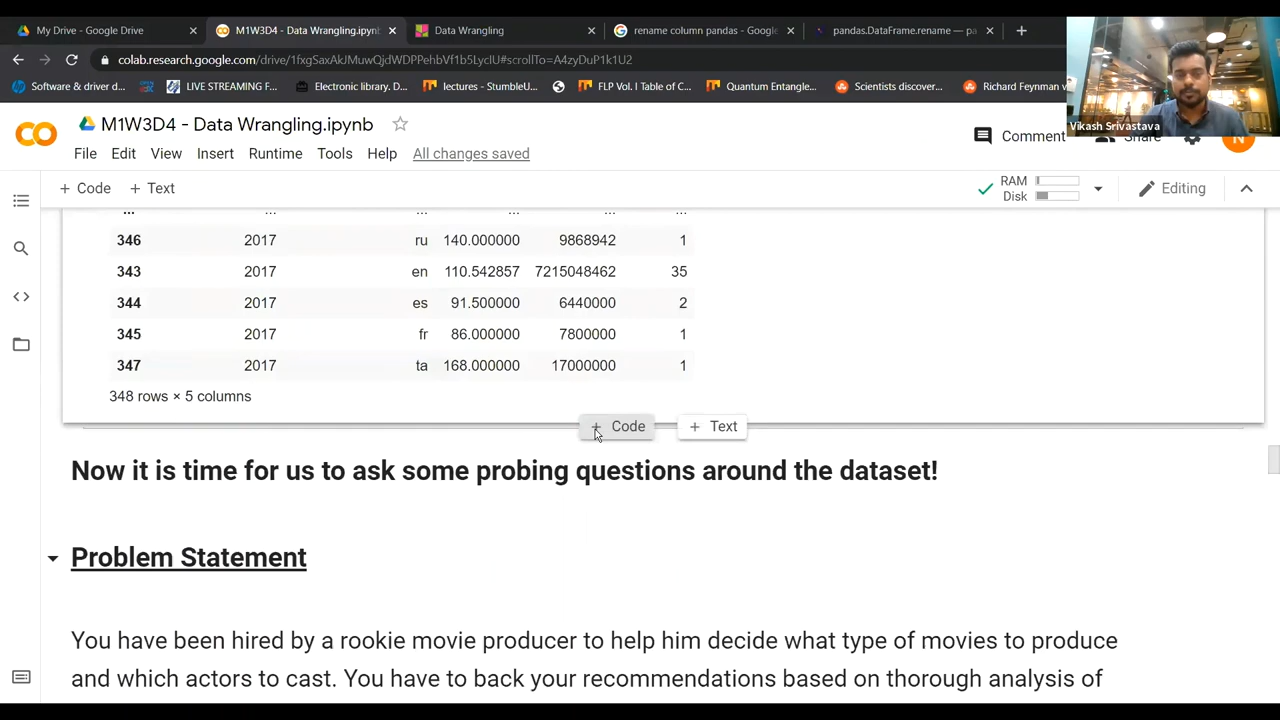 My Drive - Google Drive
M1W3D4 - Data Wrangling.ipynb
Data Wrangling
rename column pandas - Google
pandas.DataFrame.rename — pa
colab.research.google.com/drive/1fxgSaxAkJMuwQjdWDPPehbVf1b5LycIU#scrollTo=A4zyDuP1k1U2
Software & driver d...
LIVE STREAMING F...
Electronic library. D...
lectures - StumbleU...
FLP Vol. I Table of C...
Quantum Entangle...
Scientists discover...
Richard Feynman v
Vikash Srivastava
M1W3D4 - Data Wrangling.ipynb
Comment
Share
N
File Edit View Insert Runtime Tools Help All changes saved
+ Code + Text
RAM
Disk
Editing
... ... ... ... ... ...
346 2017 ru 140.000000 9868942 1
343 2017 en 110.542857 7215048462 35
344 2017 es 91.500000 6440000 2
345 2017 fr 86.000000 7800000 1
347 2017 ta 168.000000 17000000 1
348 rows × 5 columns
+ Code + Text
Now it is time for us to ask some probing questions around the dataset!
Problem Statement
You have been hired by a rookie movie producer to help him decide what type of movies to produce
and which actors to cast. You have to back your recommendations based on thorough analysis of